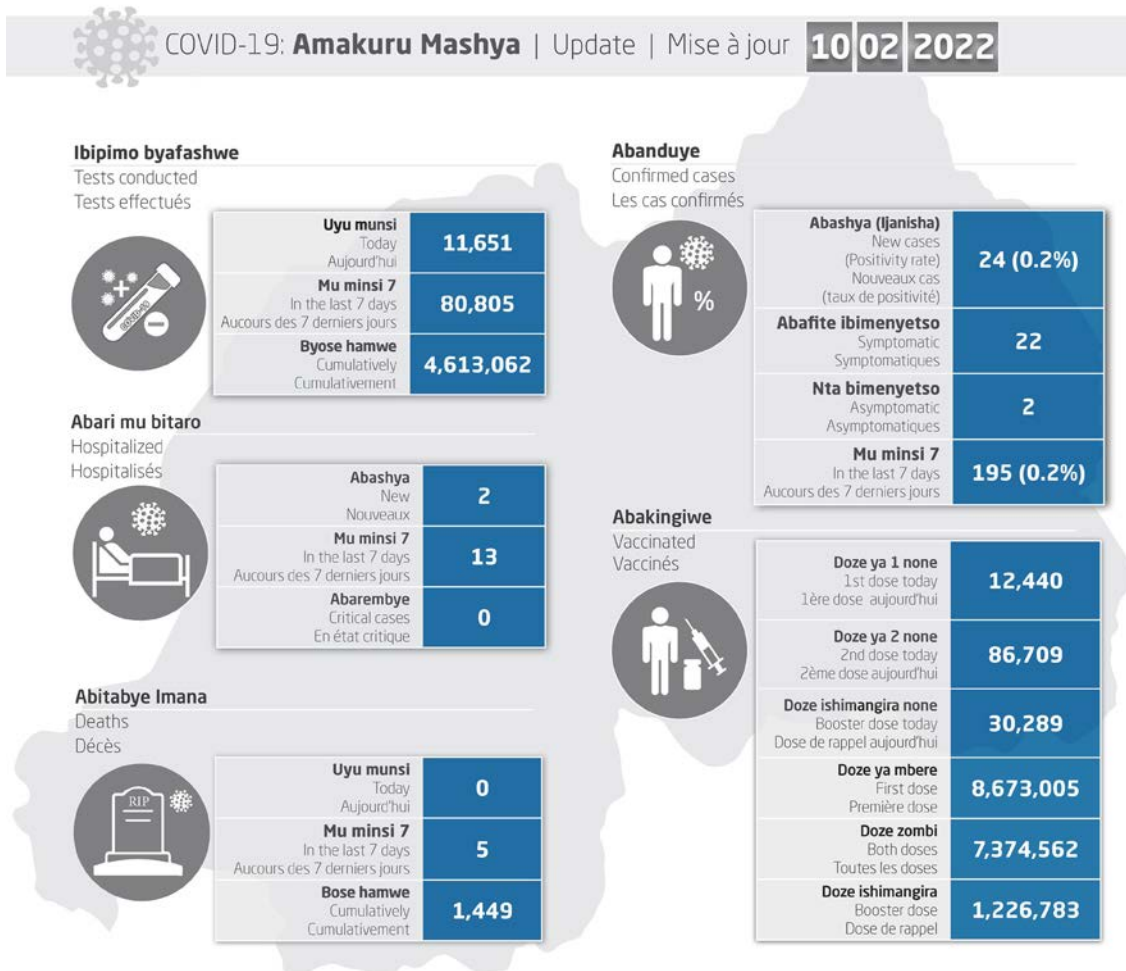 COVID-19: Amakuru Mashya | Update | Mise à jour 10 02 2022
Ibipimo byafashwe
Tests conducted
Tests effectués
COVID-19
Uyu munsi
Today
Aujourd'hui
11,651
Mu minsi 7
In the last 7 days
Aucours des 7 derniers jours
80,805
Byose hamwe
Cumulatively
Cumulativement
4,613,062
Abari mu bitaro
Hospitalized
Hospitalisés
Abashya
New
Nouveaux
2
Mu minsi 7
In the last 7 days
Aucours des 7 derniers jours
13
Abarembye
Critical cases
En état critique
0
Abitabye Imana
Deaths
Décès
RIP
Uyu munsi
Today
Aujourd'hui
0
Mu minsi 7
In the last 7 days
Aucours des 7 derniers jours
5
Bose hamwe
Cumulatively
Cumulativement
1,449
Abanduye
Confirmed cases
Les cas confirmés
%
Abashya (Ijanisha)
New cases
(Positivity rate)
Nouveaux cas
(taux de positivité)
24 (0.2%)
Abafite ibimenyetso
Symptomatic
Symptomatiques
22
Nta bimenyetso
Asymptomatic
Asymptomatiques
2
Mu minsi 7
In the last 7 days
Aucours des 7 derniers jours
195 (0.2%)
Abakingiwe
Vaccinated
Vaccinés
Doze ya 1 none
1st dose today
1ère dose aujourd'hui
12,440
Doze ya 2 none
2nd dose today
2ème dose aujourd'hui
86,709
Doze ishimangira none
Booster dose today
Dose de rappel aujourd'hui
30,289
Doze ya mbere
First dose
Première dose
8,673,005
Doze zombi
Both doses
Toutes les doses
7,374,562
Doze ishimangira
Booster dose
Dose de rappel
1,226,783